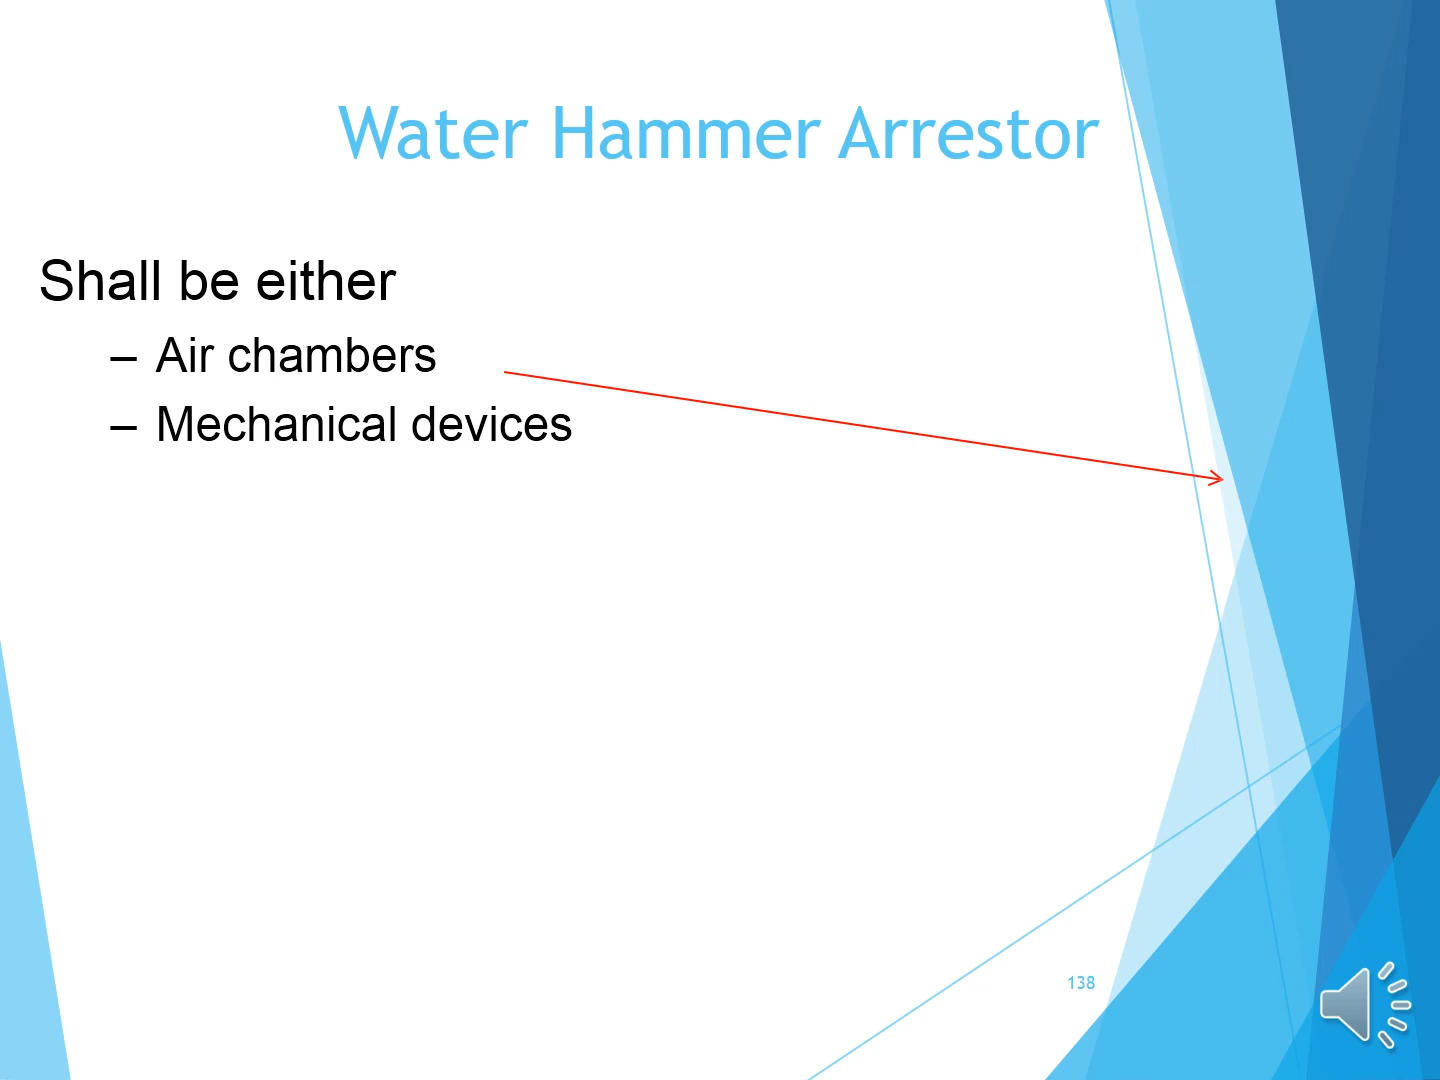 Water Hammer Arrestor
Shall be either
– Air chambers
– Mechanical devices
138